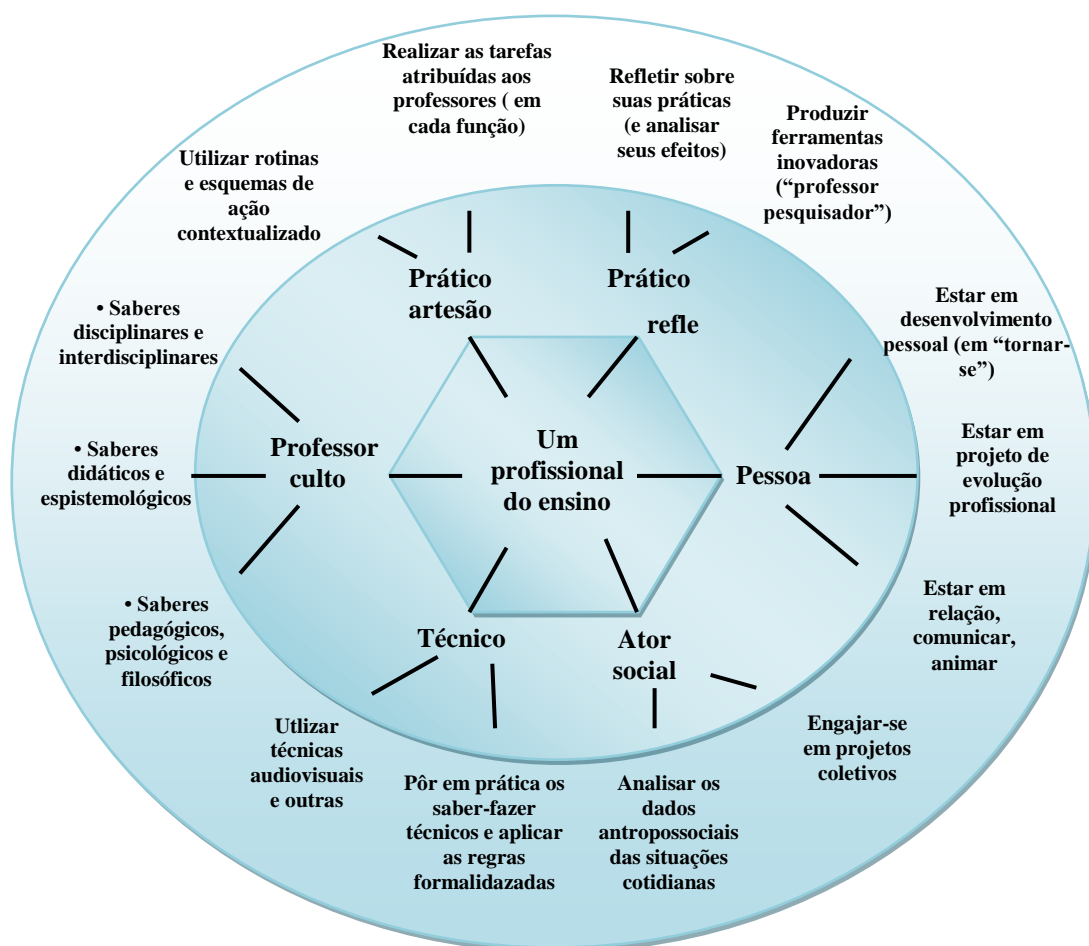 Realizar as tarefas
atribuídas aos
professores ( em
cada função)
Refletir sobre
suas práticas
(e analisar
seus efeitos)
Produzir
ferramentas
inovadoras
(“professor
pesquisador”)
Utilizar rotinas
e esquemas de
ação
contextualizado
Prático
artesão
Prático
refle
• Saberes
disciplinares e
interdisciplinares
Estar em
desenvolvimento
pessoal (em “tornar-
se”)
• Saberes
didáticos e
espistemológicos
Professor
culto
Um
profissional
do ensino
Pessoa
Estar em
projeto de
evolução
profissional
• Saberes
pedagógicos,
psicológicos e
filosóficos
Técnico
Ator
social
Estar em
relação,
comunicar,
animar
Utlizar
técnicas
audiovisuais
e outras
Pôr em prática os
saber-fazer
técnicos e aplicar
as regras
formalidazadas
Analisar os
dados
antropossociais
das situações
cotidianas
Engajar-se
em projetos
coletivos